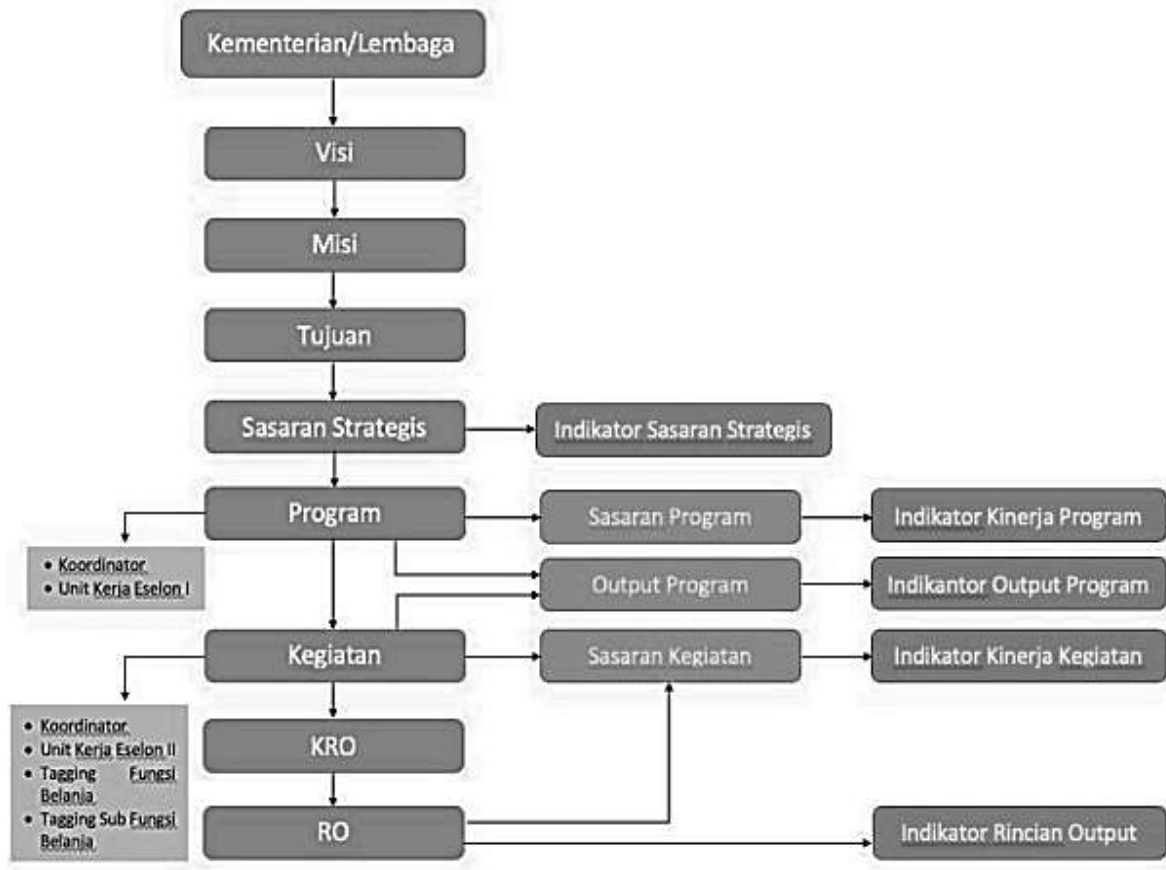 Kementerian/Lembaga
Visi
Misi
Tujuan
Sasaran Strategis
Indikator Sasaran Strategis
Program
Sasaran Program
Indikator Kinerja Program
• Koordinator
• Unit Kerja Eselon I
Output Program
Indikantor Output Program
Kegiatan
Sasaran Kegiatan
Indikator Kinerja Kegiatan
• Koordinator
• Unit Kerja Eselon II
• Tagging Fungsi
Belanja
• Tagging Sub Fungsi
Belanja
KRO
RO
Indikator Rincian Output